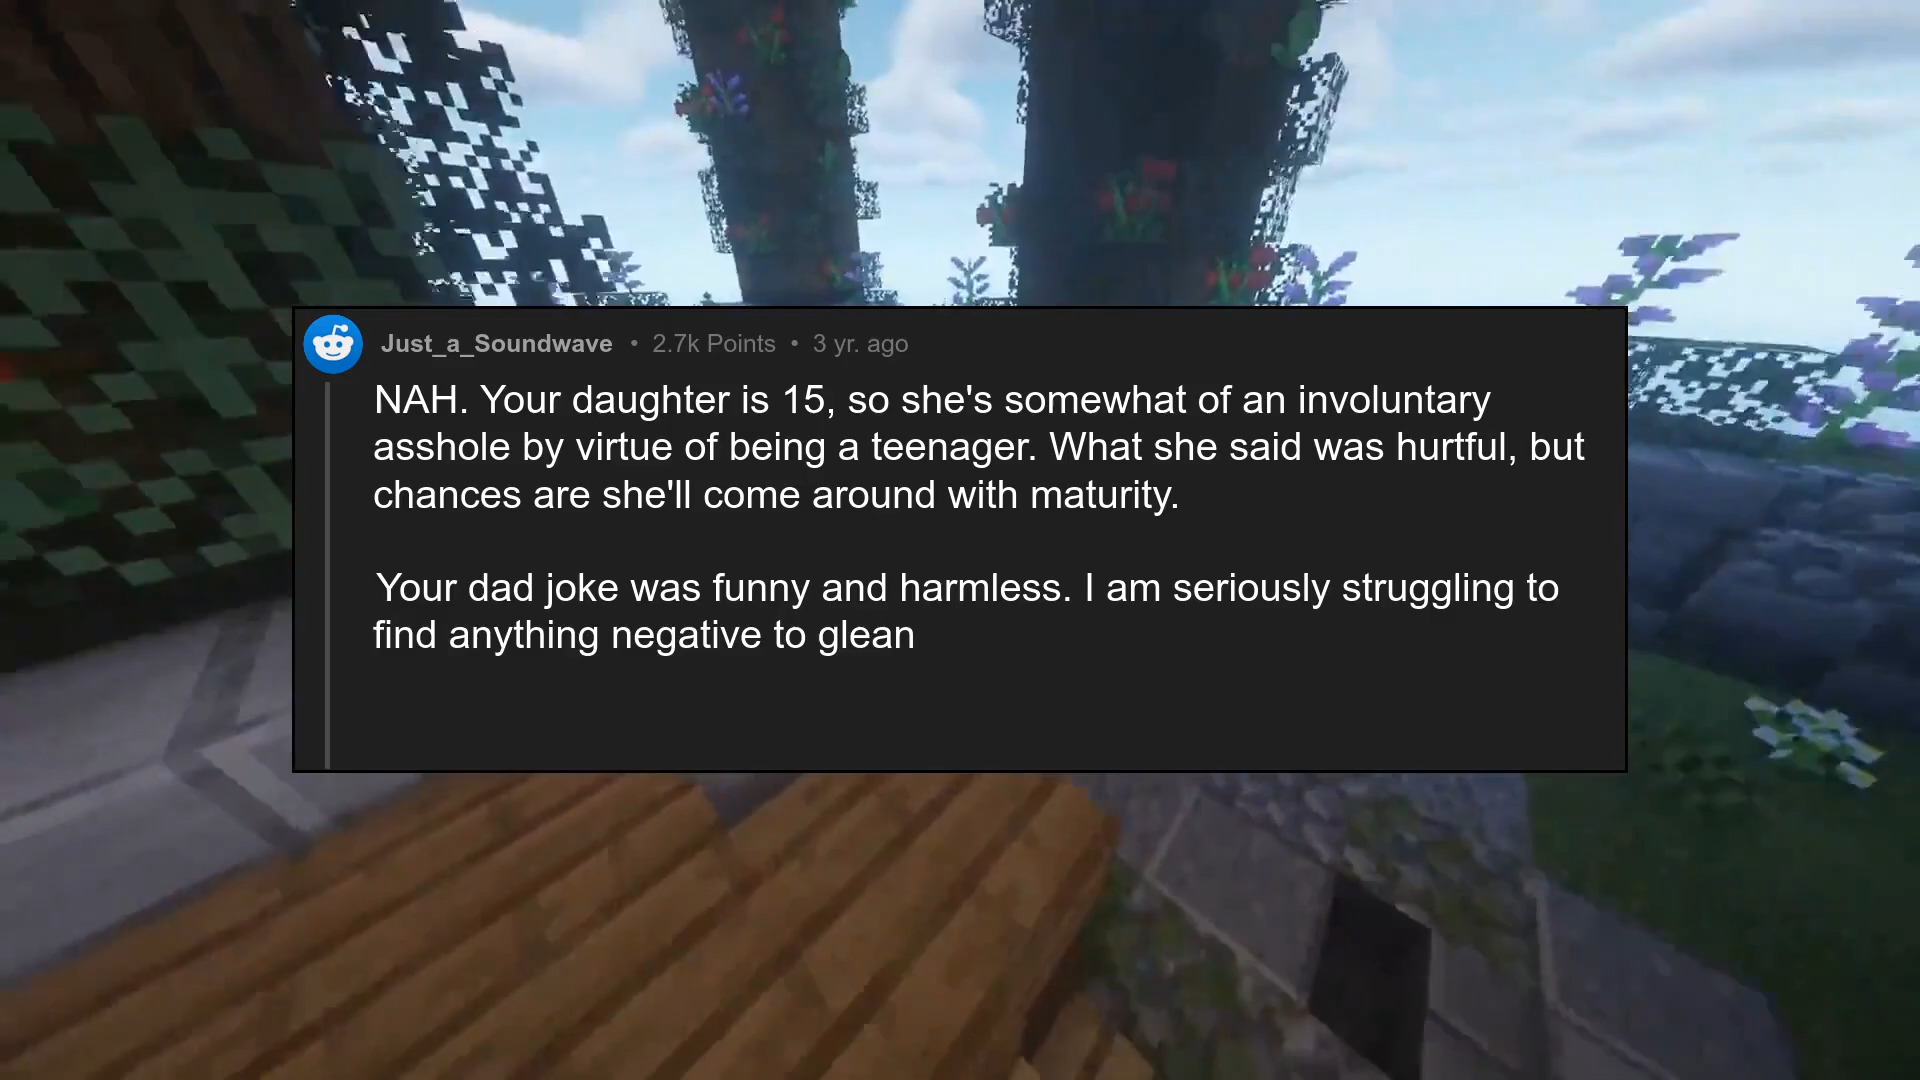 Just_a_Soundwave • 2.7k Points • 3 yr. ago
NAH. Your daughter is 15, so she's somewhat of an involuntary
asshole by virtue of being a teenager. What she said was hurtful, but
chances are she'll come around with maturity.
Your dad joke was funny and harmless. I am seriously struggling to
find anything negative to glean